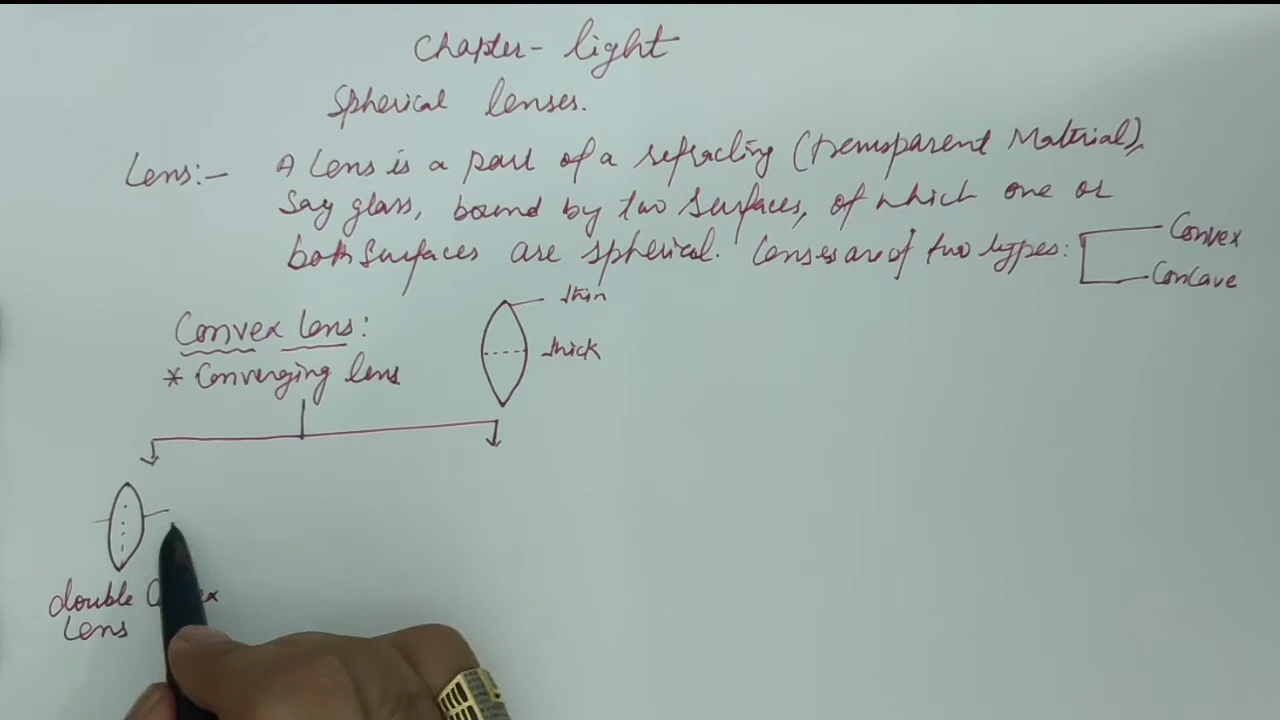 Chapter - light
Spherical lenses.
Lens:- A Lens is a part of a refracting (transparent Material),
Say glass, bound by two Surfaces, of which one or
both Surfaces are spherical. Lenses are of two types:
Convex
Concave
Convex lens:
* Converging lens
thin
thick
double
Lens